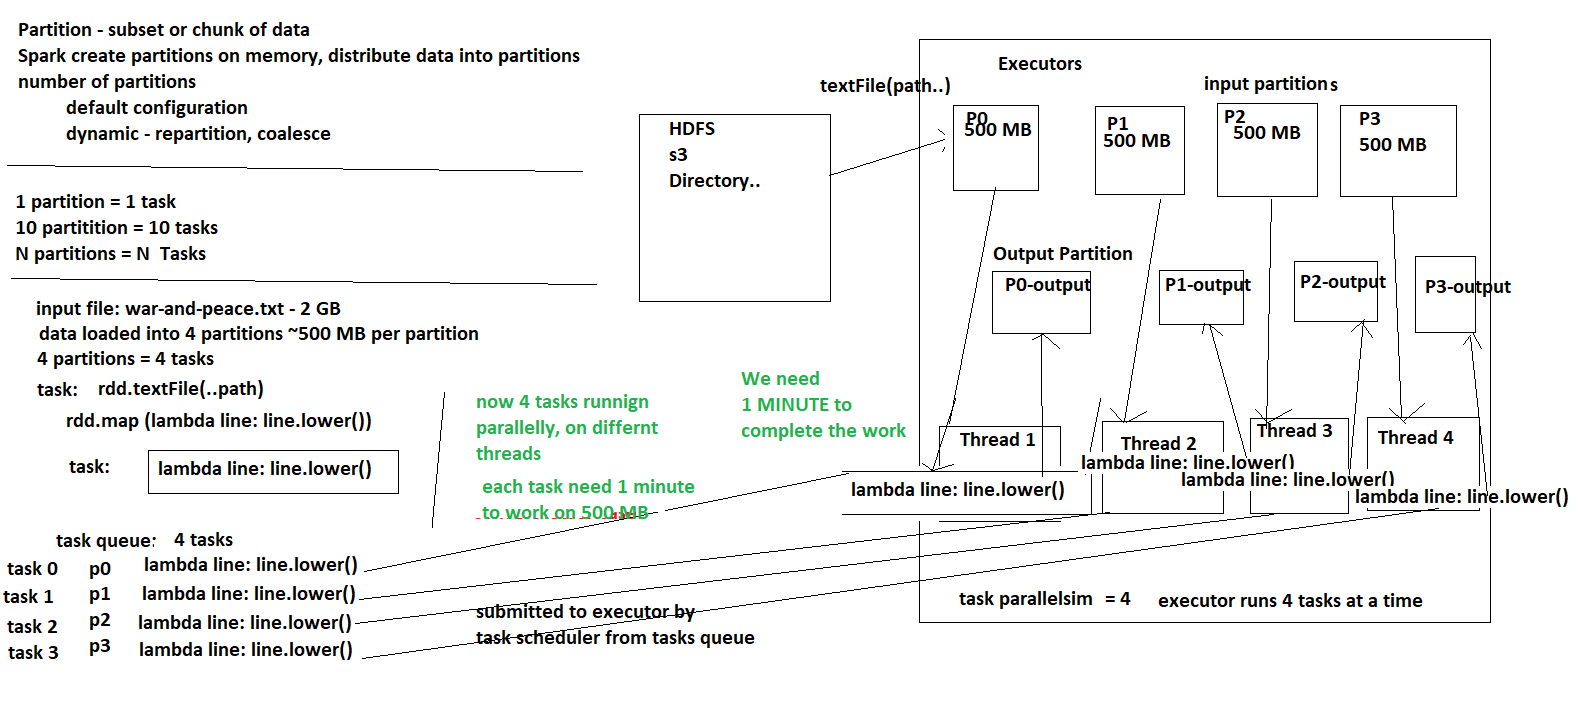 Partition - subset or chunk of data
Spark create partitions on memory, distribute data into partitions
number of partitions
default configuration
dynamic - repartition, coalesce
1 partition = 1 task
10 partitition = 10 tasks
N partitions = N Tasks
input file: war-and-peace.txt - 2 GB
data loaded into 4 partitions ~500 MB per partition
4 partitions = 4 tasks
task: rdd.textFile(..path)
rdd.map (lambda line: line.lower())
task: lambda line: line.lower()
task queue: 4 tasks
task 0 p0 lambda line: line.lower()
task 1 p1 lambda line: line.lower()
task 2 p2 lambda line: line.lower()
task 3 p3 lambda line: line.lower()
now 4 tasks runnign
parallelly, on differnt
threads
each task need 1 minute
to work on 500 MB
submitted to executor by
task scheduler from tasks queue
We need
1 MINUTE to
complete the work
HDFS
s3
Directory..
textFile(path..)
Executors
input partitions
P0
500 MB
P1
500 MB
P2
500 MB
P3
500 MB
Output Partition
P0-output
P1-output
P2-output
P3-output
Thread 1
lambda line: line.lower()
Thread 2
lambda line: line.lower()
Thread 3
lambda line: line.lower()
Thread 4
lambda line: line.lower()
task parallelsim = 4 executor runs 4 tasks at a time